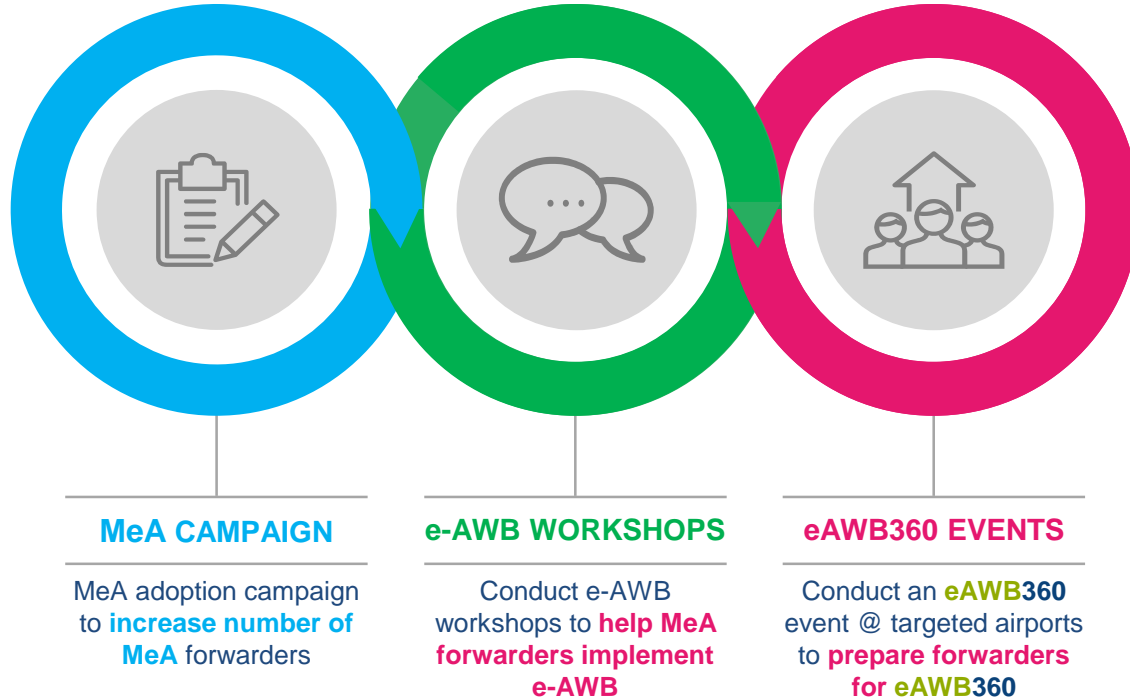 MeA CAMPAIGN
MeA adoption campaign
to increase number of
MeA forwarders
e-AWB WORKSHOPS
Conduct e-AWB
workshops to help MeA
forwarders implement
e-AWB
eAWB360 EVENTS
Conduct an eAWB360
event @ targeted airports
to prepare forwarders
for eAWB360